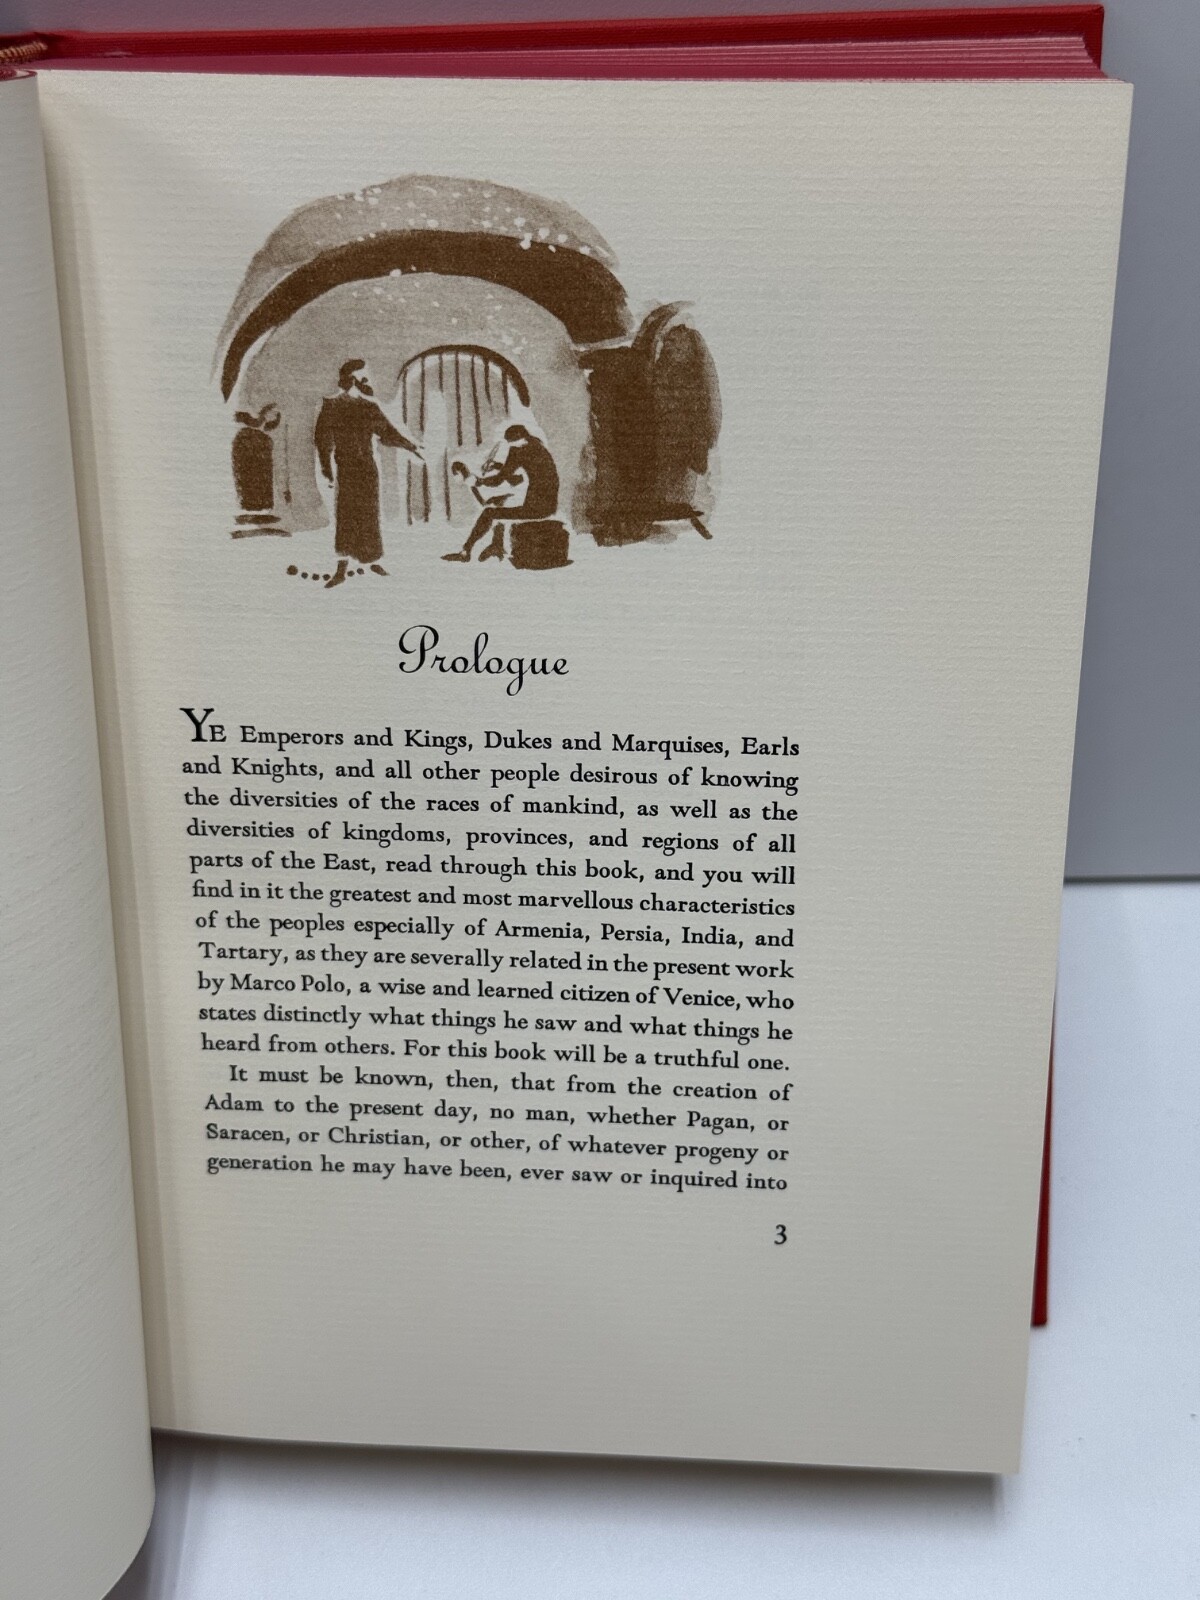 Prologue
YE Emperors and Kings, Dukes and Marquises, Earls
and Knights, and all other people desirous of knowing
the diversities of the races of mankind, as well as the
diversities of kingdoms, provinces, and regions of all
parts of the East, read through this book, and you will
find in it the greatest and most marvellous characteristics
of the peoples especially of Armenia, Persia, India, and
Tartary, as they are severally related in the present work
by Marco Polo, a wise and learned citizen of Venice, who
states distinctly what things he saw and what things he
heard from others. For this book will be a truthful one.
It must be known, then, that from the creation of
Adam to the present day, no man, whether Pagan, or
Saracen, or Christian, or other, of whatever progeny or
generation he may have been, ever saw or inquired into
3